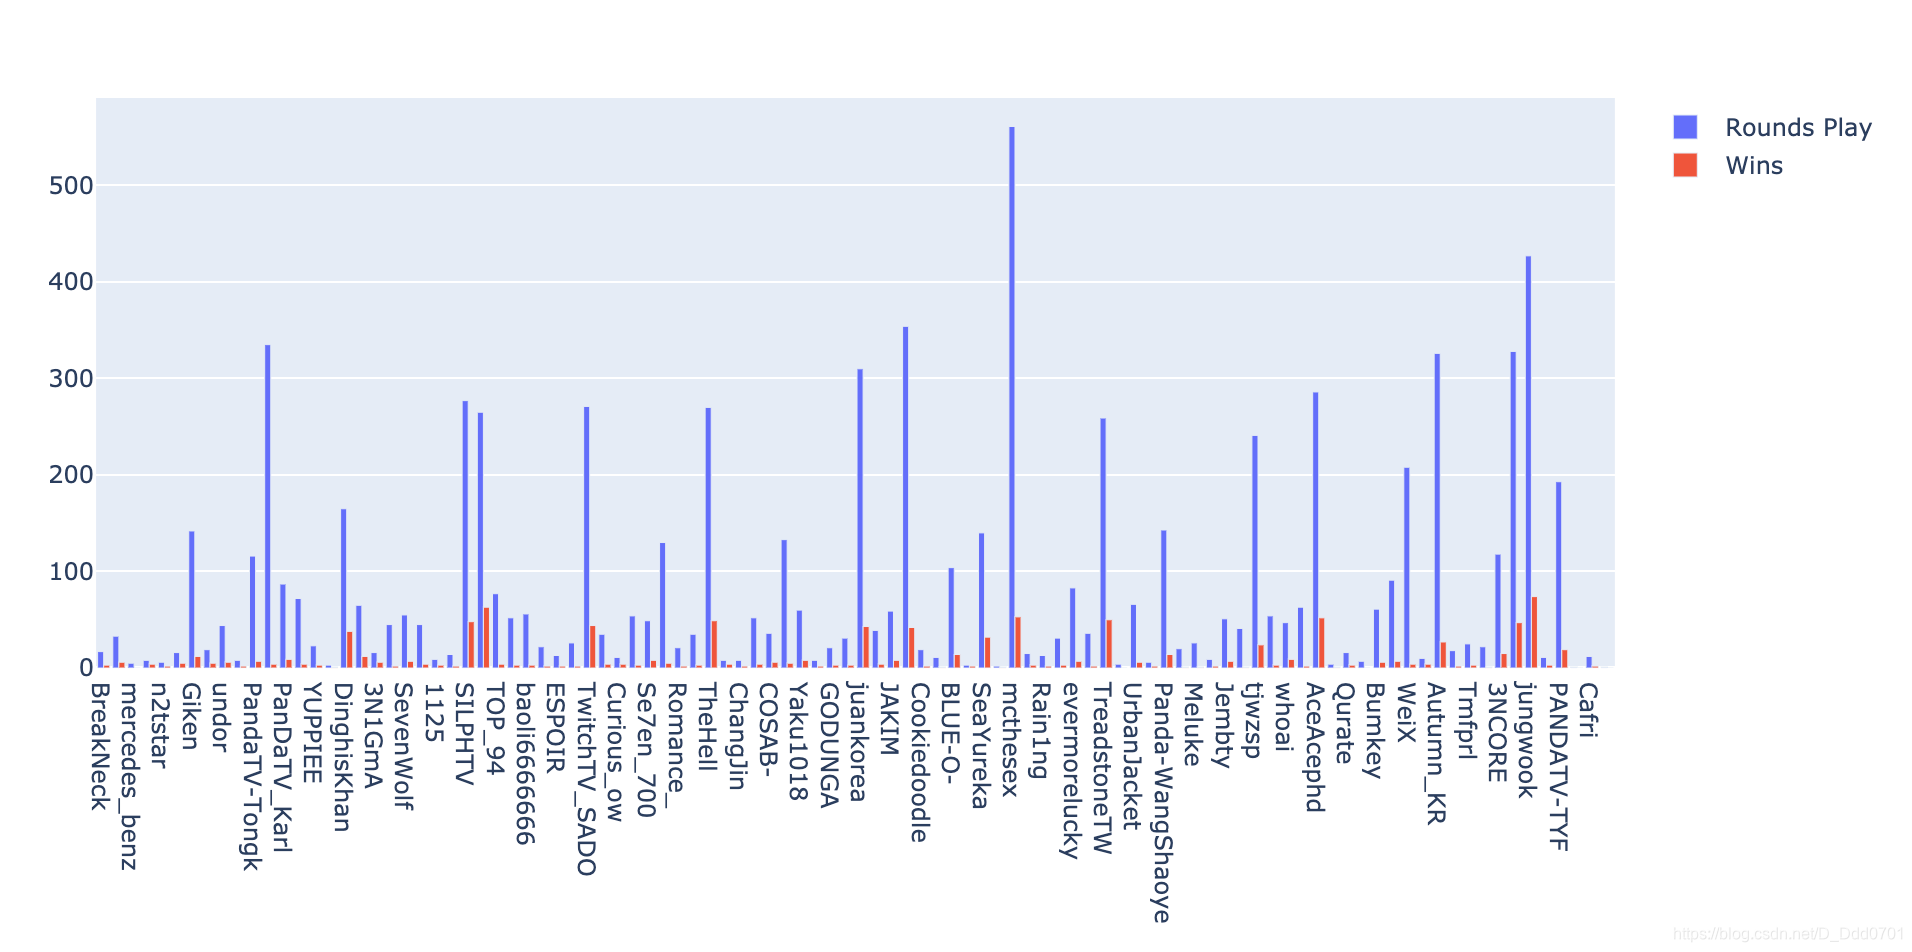 Rounds Play
Wins
500
400
300
200
100
0
BreakNeck
mercedes_benz
n2tstar
Giken
undor
PandaTV-Tongk
PanDaTV_Karl
YUPPIEE
DinghisKhan
3N1GmA
SevenWolf
1125
SILPHTV
TOP_94
baoli6666666
ESPOIR
TwitchTV_SADO
Curious_ow
Se7en_700
Romance_
TheHell
ChangJin
COSAB-
Yaku1018
GODUNGA
juankorea
JAKIM
Cookiedoodle
BLUE-O-
SeaYureka
mcthesex
Rain1ng
evermorelucky
TreadstoneTW
UrbanJacket
Panda-WangShaoye
Meluke
Jembty
tjwzsp
whoai
AceAcephd
Qurate
Bumkey
WeiX
Autumn_KR
Tmfprl
3NCORE
jungwook
PANDATV-TYF
Cafri
https://blog.csdn.net/D_Ddd0701